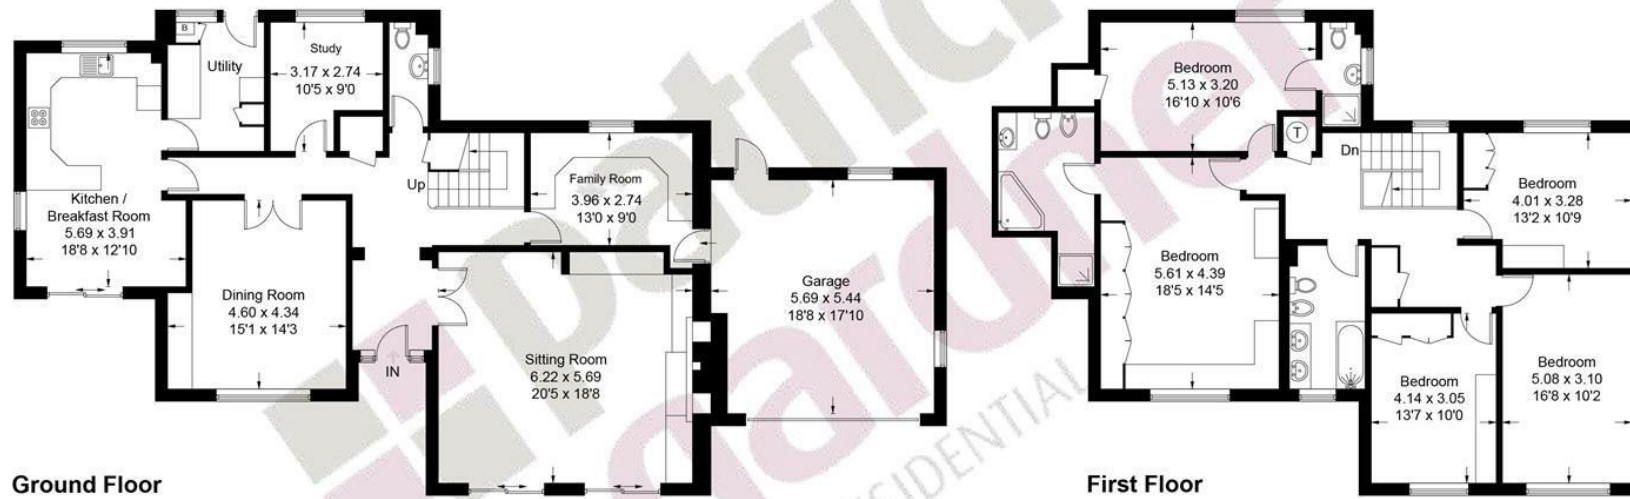 B
Utility
Study
3.17 x 2.74
10'5 x 9'0
Kitchen /
Breakfast Room
5.69 x 3.91
18'8 x 12'10
Up
Family Room
3.96 x 2.74
13'0 x 9'0
Dining Room
4.60 x 4.34
15'1 x 14'3
IN
Sitting Room
6.22 x 5.69
20'5 x 18'8
Garage
5.69 x 5.44
18'8 x 17'10
Ground Floor
Bedroom
5.13 x 3.20
16'10 x 10'6
T
Dn
Bedroom
4.01 x 3.28
13'2 x 10'9
Bedroom
5.61 x 4.39
18'5 x 14'5
Bedroom
4.14 x 3.05
13'7 x 10'0
Bedroom
5.08 x 3.10
16'8 x 10'2
First Floor
patrick
gardner
RESIDENTIAL